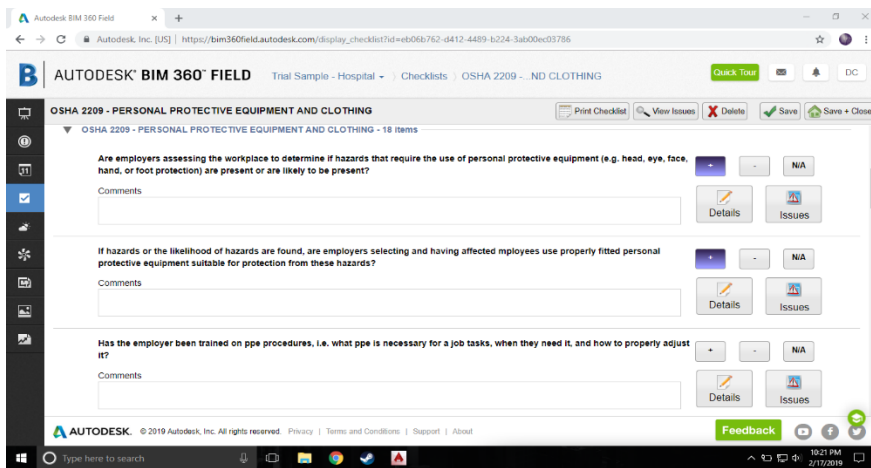 Autodesk BIM 360 Field
Autodesk, Inc. [US] | https://bim360field.autodesk.com/display_checklist?id=eb06b762-d412-4489-b224-3ab00ec03786
B AUTODESK® BIM 360™ FIELD Trial Sample - Hospital Checklists OSHA 2209 -...ND CLOTHING Quick Tour DC
OSHA 2209 - PERSONAL PROTECTIVE EQUIPMENT AND CLOTHING Print Checklist View Issues Delete Save Save + Close
OSHA 2209 - PERSONAL PROTECTIVE EQUIPMENT AND CLOTHING - 18 Items
Are employers assessing the workplace to determine if hazards that require the use of personal protective equipment (e.g. head, eye, face,
hand, or foot protection) are present or are likely to be present?
+ - N/A
Comments
Details Issues
If hazards or the likelihood of hazards are found, are employers selecting and having affected mployees use properly fitted personal
protective equipment suitable for protection from these hazards?
+ - N/A
Comments
Details Issues
Has the employer been trained on ppe procedures, i.e. what ppe is necessary for a job tasks, when they need it, and how to properly adjust
it?
+ - N/A
Comments
Details Issues
AUTODESK. © 2019 Autodesk, Inc. All rights reserved. Privacy | Terms and Conditions | Support | About Feedback
Type here to search 10:21 PM
2/17/2019